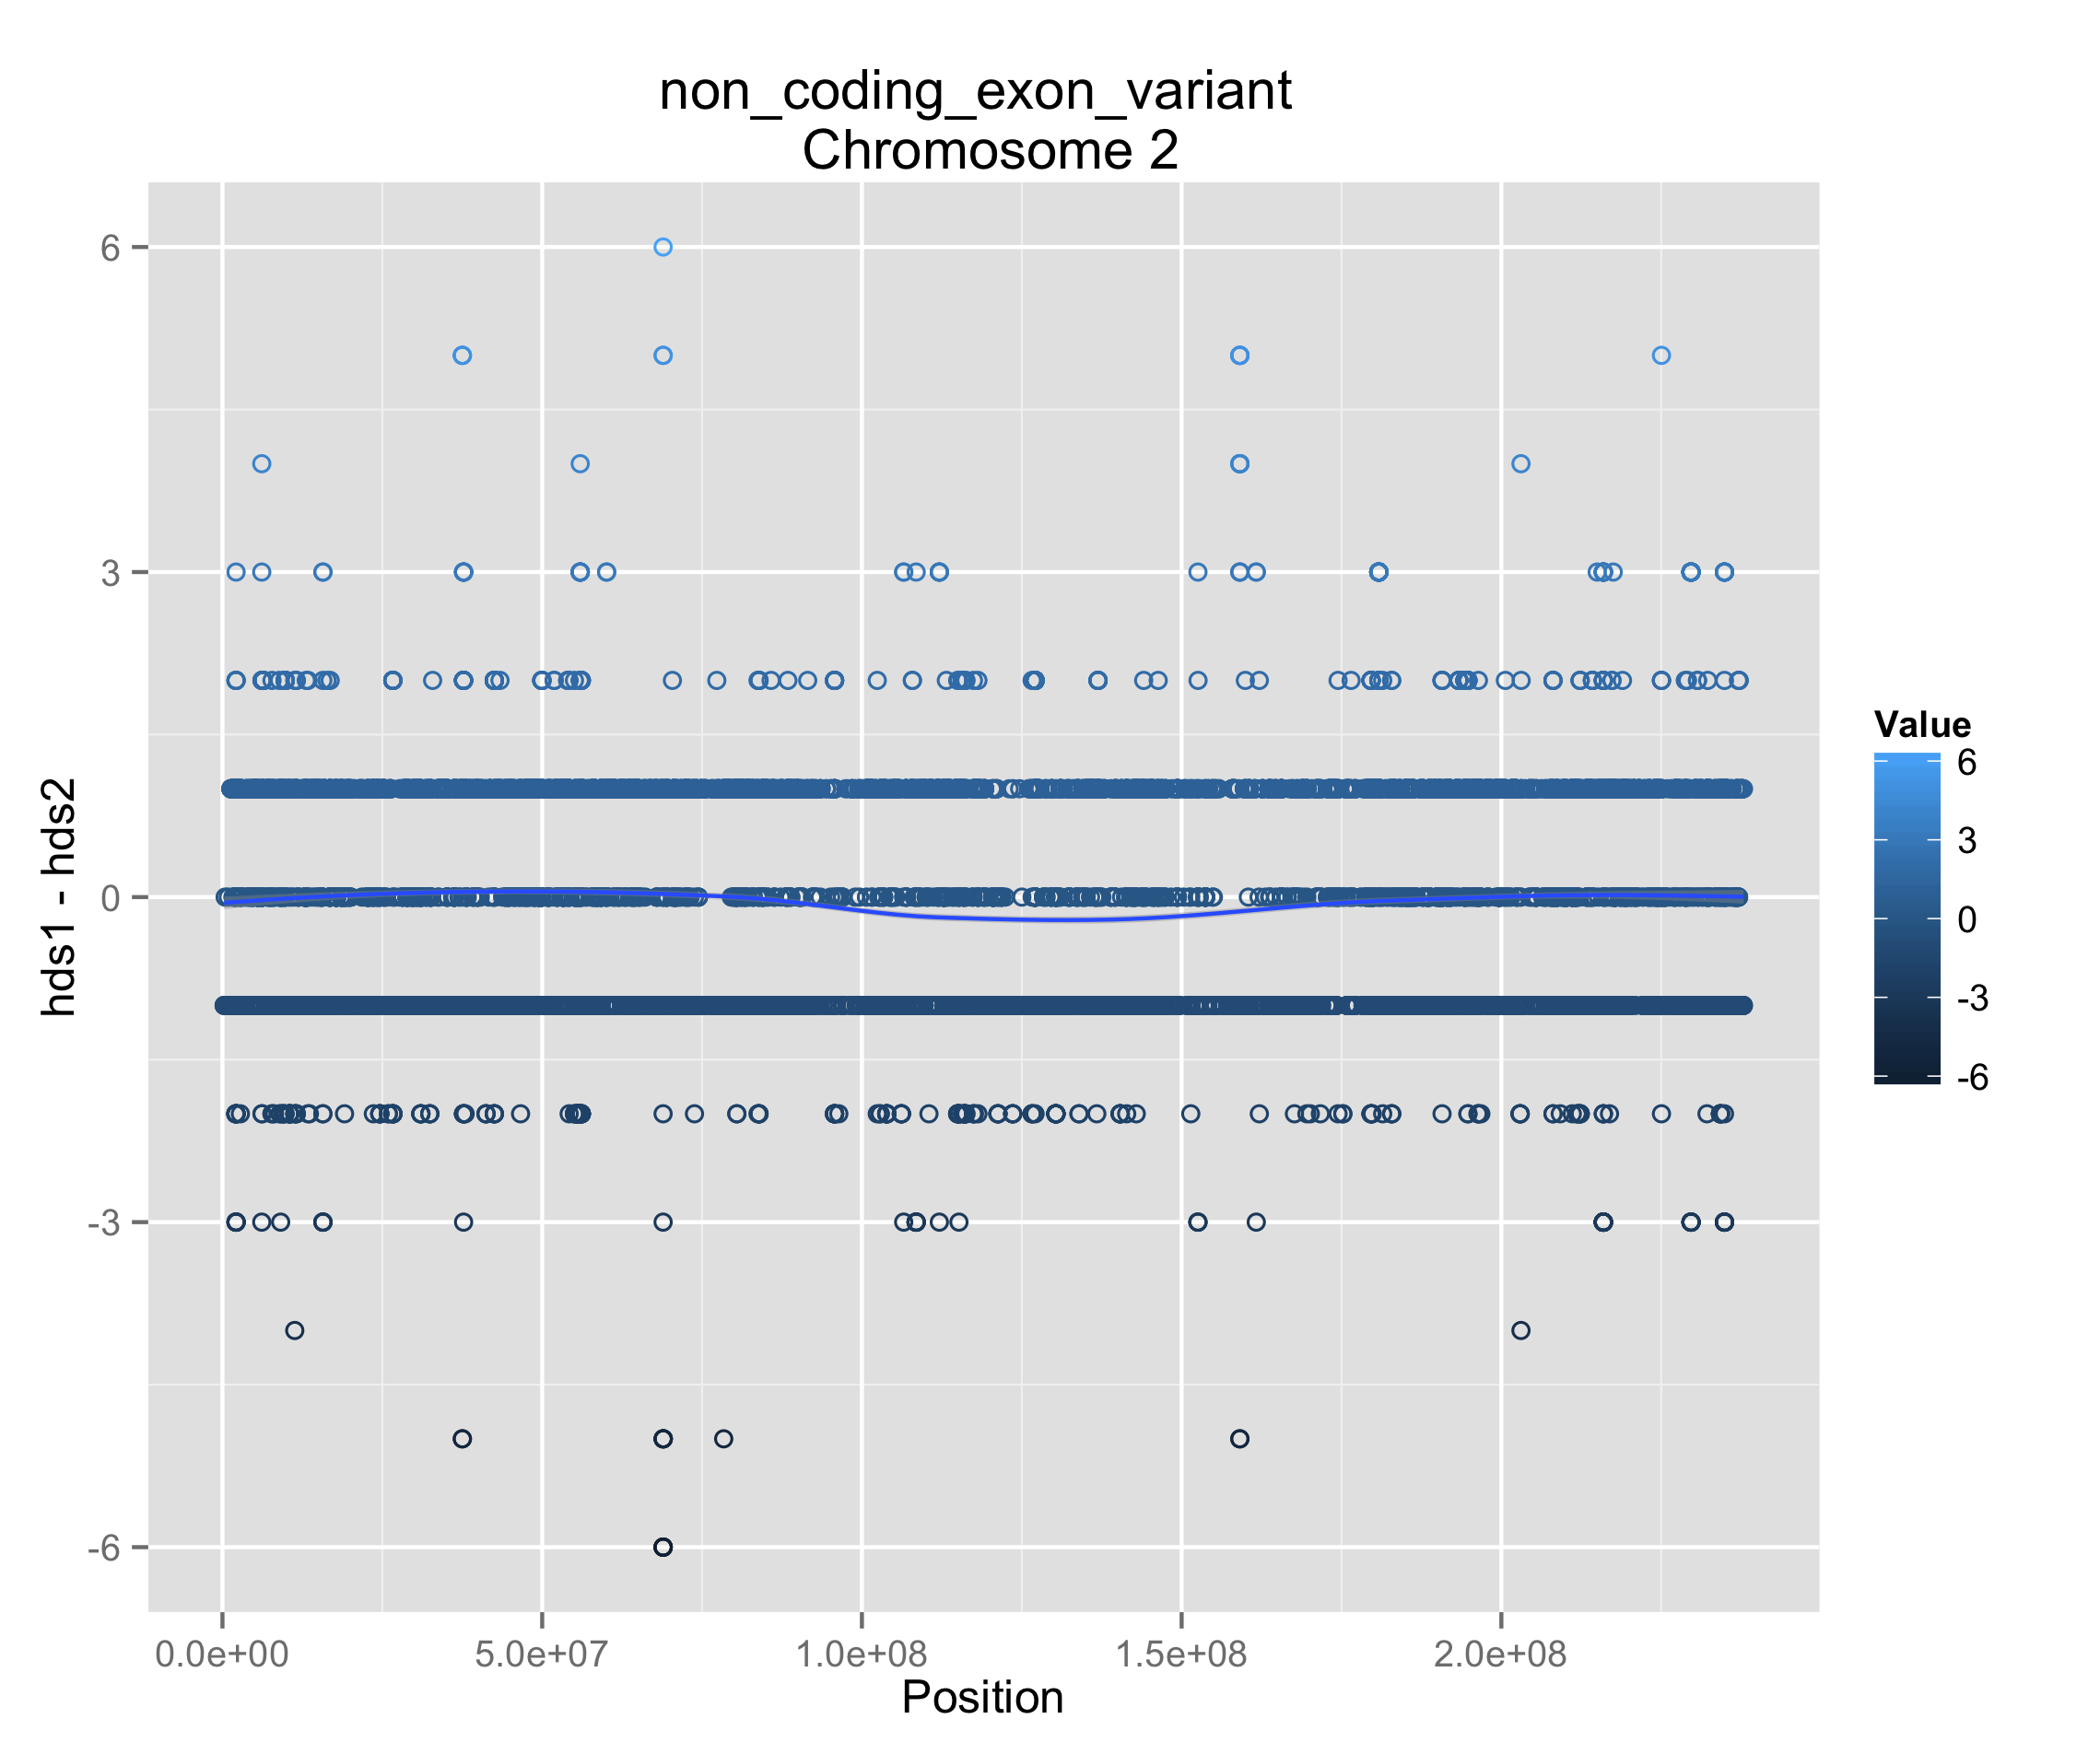 non_coding_exon_variant
Chromosome 2
6
3
0
-3
-6
hds1 - hds2
0.0e+00
5.0e+07
1.0e+08
1.5e+08
2.0e+08
Position
Value
6
3
0
-3
-6